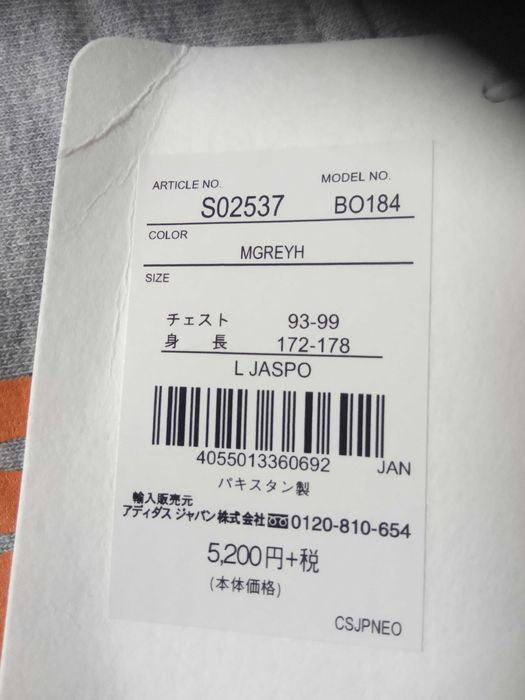 ARTICLE NO. MODEL NO.
S02537 BO184
COLOR
MGREYH
SIZE
チェスト 93-99
身 長 172-178
L JASPO
4055013360692 JAN
パキスタン製
輸入販売元
アディダス ジャパン株式会社 0120-810-654
5,200円+税
(本体価格)
CSJPNEO